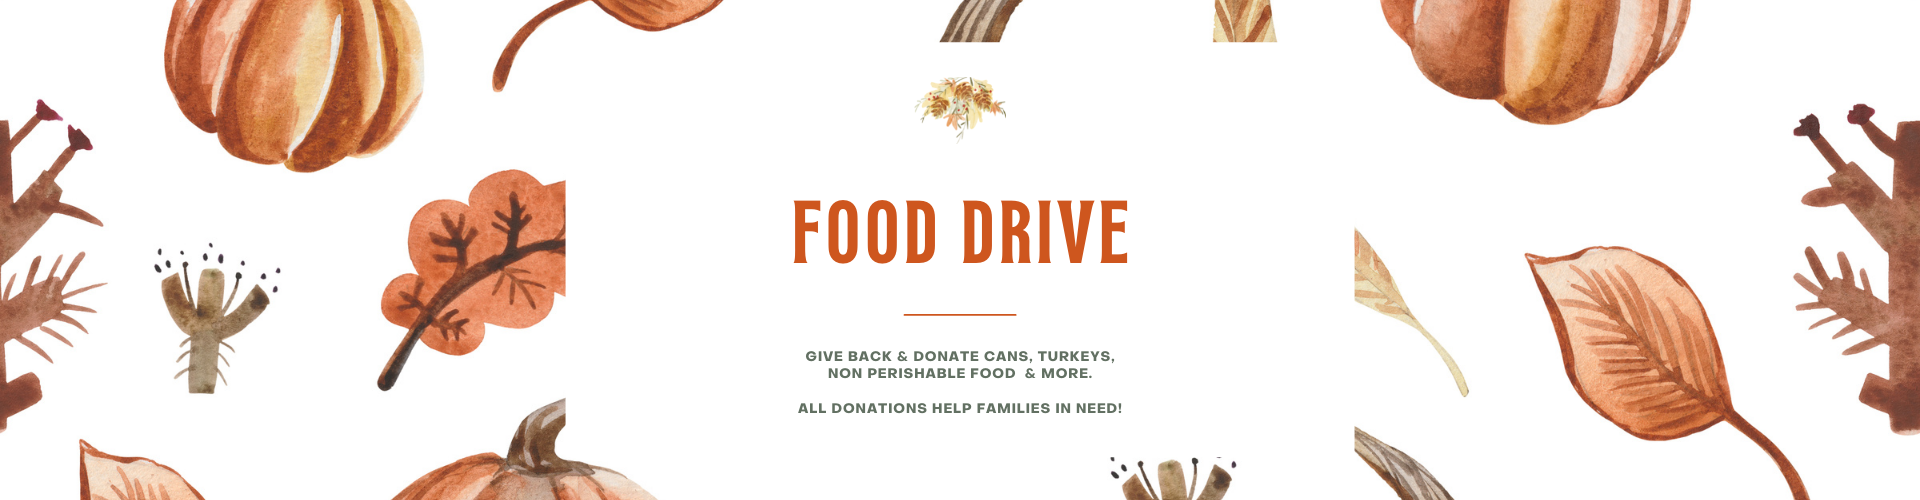 FOOD DRIVE
GIVE BACK & DONATE CANS, TURKEYS,
NON PERISHABLE FOOD & MORE.
ALL DONATIONS HELP FAMILIES IN NEED!